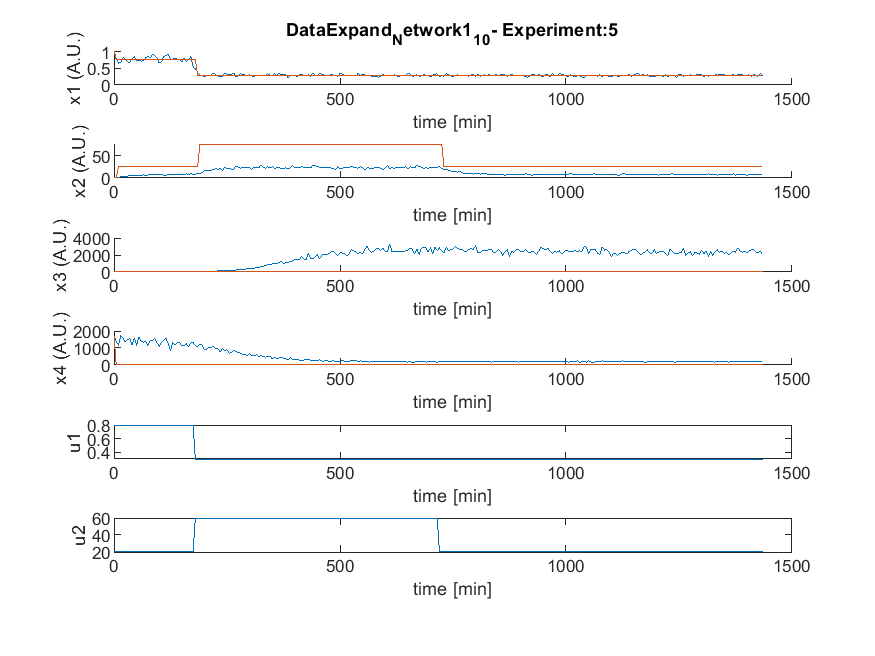 DataExpand_Network1_10- Experiment:5
1
0.5
0
x1 (A.U.)
0 500 1000 1500
time [min]
50
0
x2 (A.U.)
0 500 1000 1500
time [min]
4000
2000
0
x3 (A.U.)
0 500 1000 1500
time [min]
2000
1000
0
x4 (A.U.)
0 500 1000 1500
time [min]
0.8
0.6
0.4
u1
0 500 1000 1500
time [min]
60
40
20
u2
0 500 1000 1500
time [min]